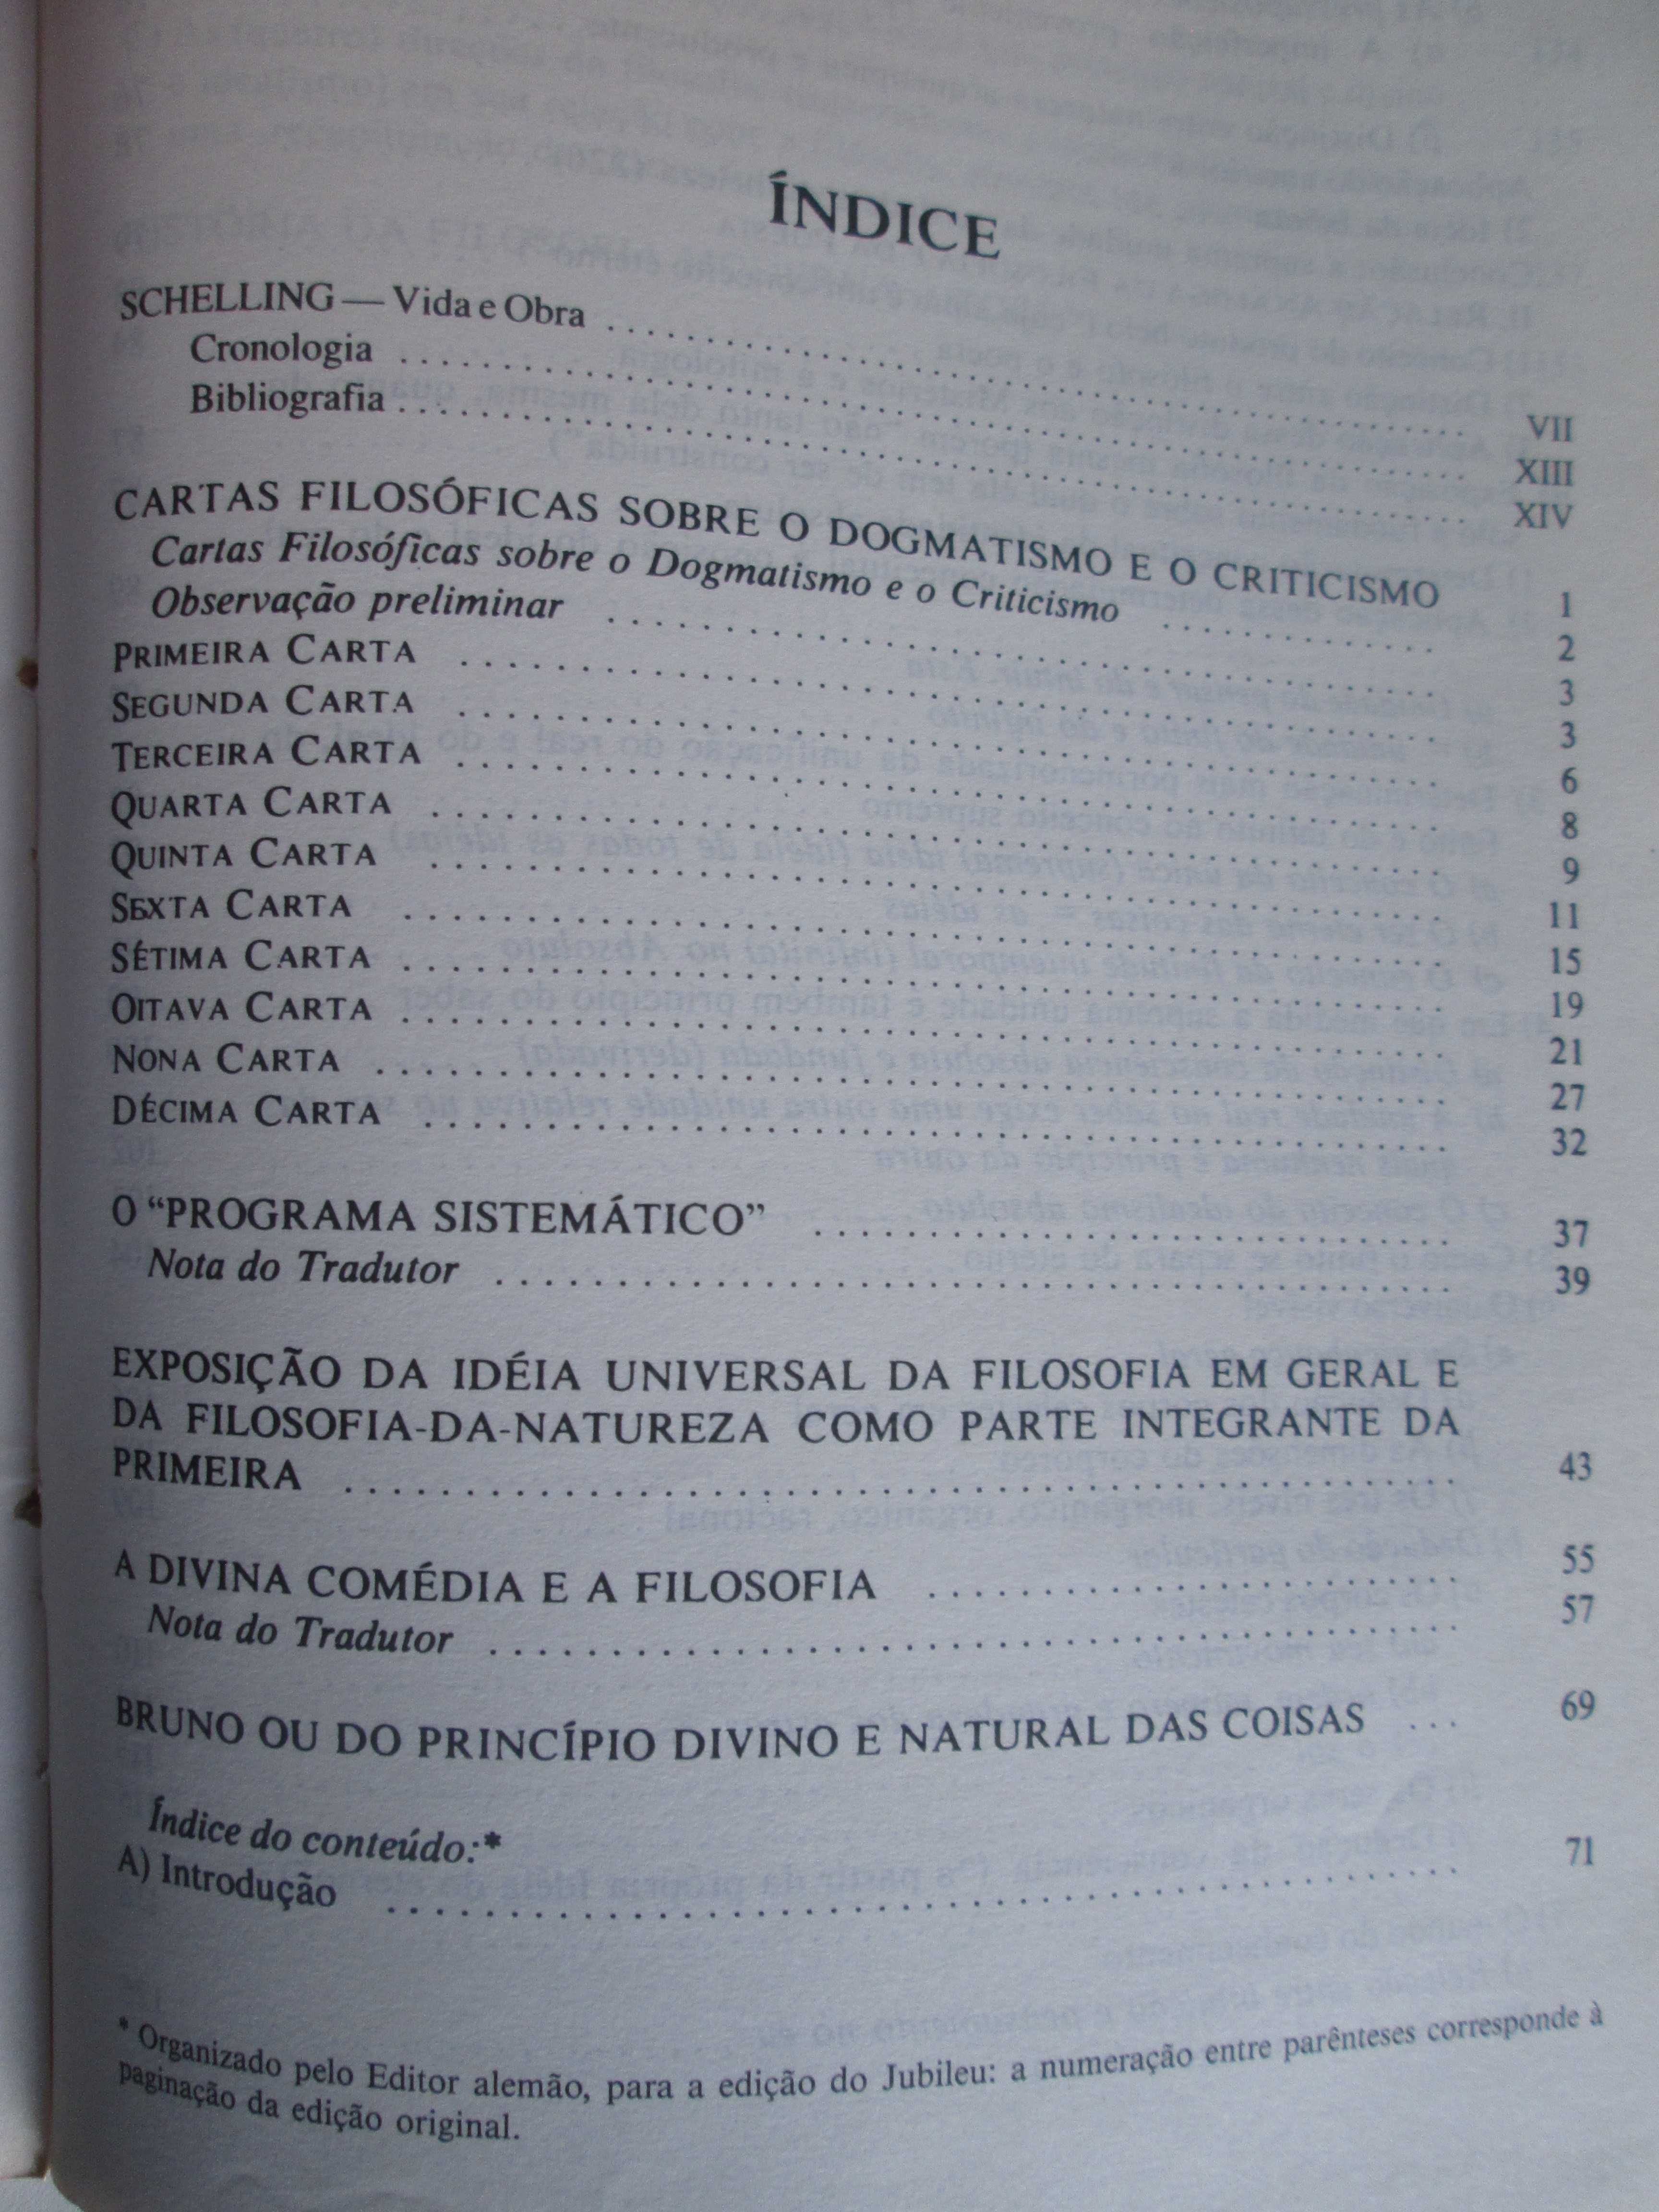 ÍNDICE
SCHELLING — Vida e Obra .......... VII
Cronologia .......... XIII
Bibliografia .......... XIV
CARTAS FILOSÓFICAS SOBRE O DOGMATISMO E O CRITICISMO 1
Cartas Filosóficas sobre o Dogmatismo e o Criticismo .......... 2
Observação preliminar .......... 3
PRIMEIRA CARTA .......... 3
SEGUNDA CARTA .......... 6
TERCEIRA CARTA .......... 8
QUARTA CARTA .......... 9
QUINTA CARTA .......... 11
SEXTA CARTA .......... 15
SÉTIMA CARTA .......... 19
OITAVA CARTA .......... 21
NONA CARTA .......... 27
DÉCIMA CARTA .......... 32
O “PROGRAMA SISTEMÁTICO” .......... 37
Nota do Tradutor .......... 39
EXPOSIÇÃO DA IDÉIA UNIVERSAL DA FILOSOFIA EM GERAL E
DA FILOSOFIA-DA-NATUREZA COMO PARTE INTEGRANTE DA
PRIMEIRA .......... 43
A DIVINA COMÉDIA E A FILOSOFIA .......... 55
Nota do Tradutor .......... 57
BRUNO OU DO PRINCÍPIO DIVINO E NATURAL DAS COISAS ... 69
Índice do conteúdo:*
A) Introdução .......... 71
* Organizado pelo Editor alemão, para a edição do Jubileu: a numeração entre parênteses corresponde à
paginação da edição original.